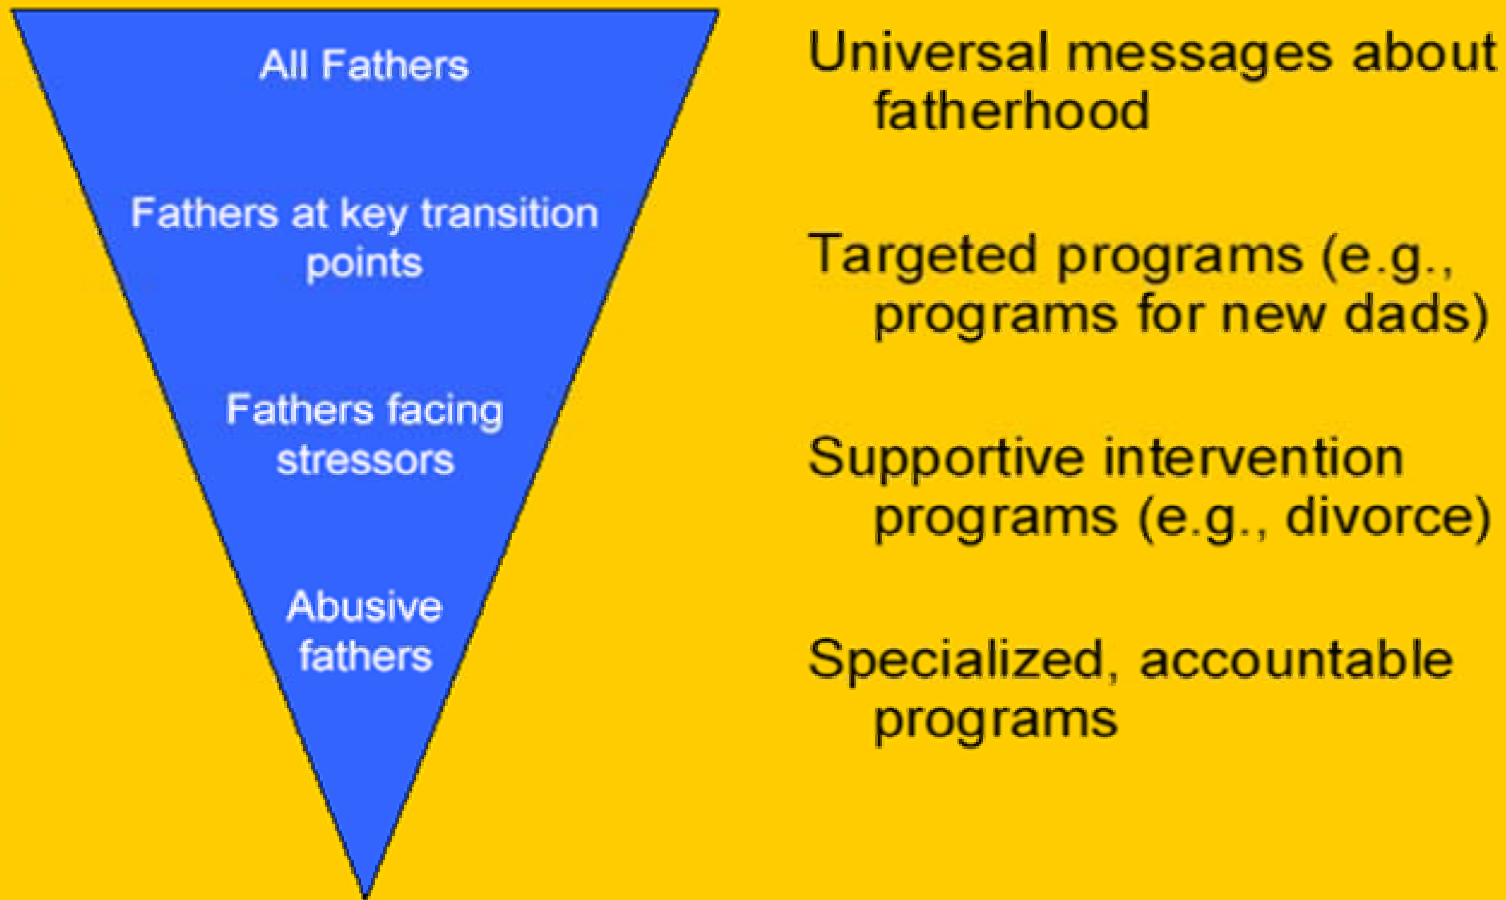 All Fathers
Universal messages about
fatherhood
Fathers at key transition
points
Targeted programs (e.g.,
programs for new dads)
Fathers facing
stressors
Supportive intervention
programs (e.g., divorce)
Abusive
fathers
Specialized, accountable
programs